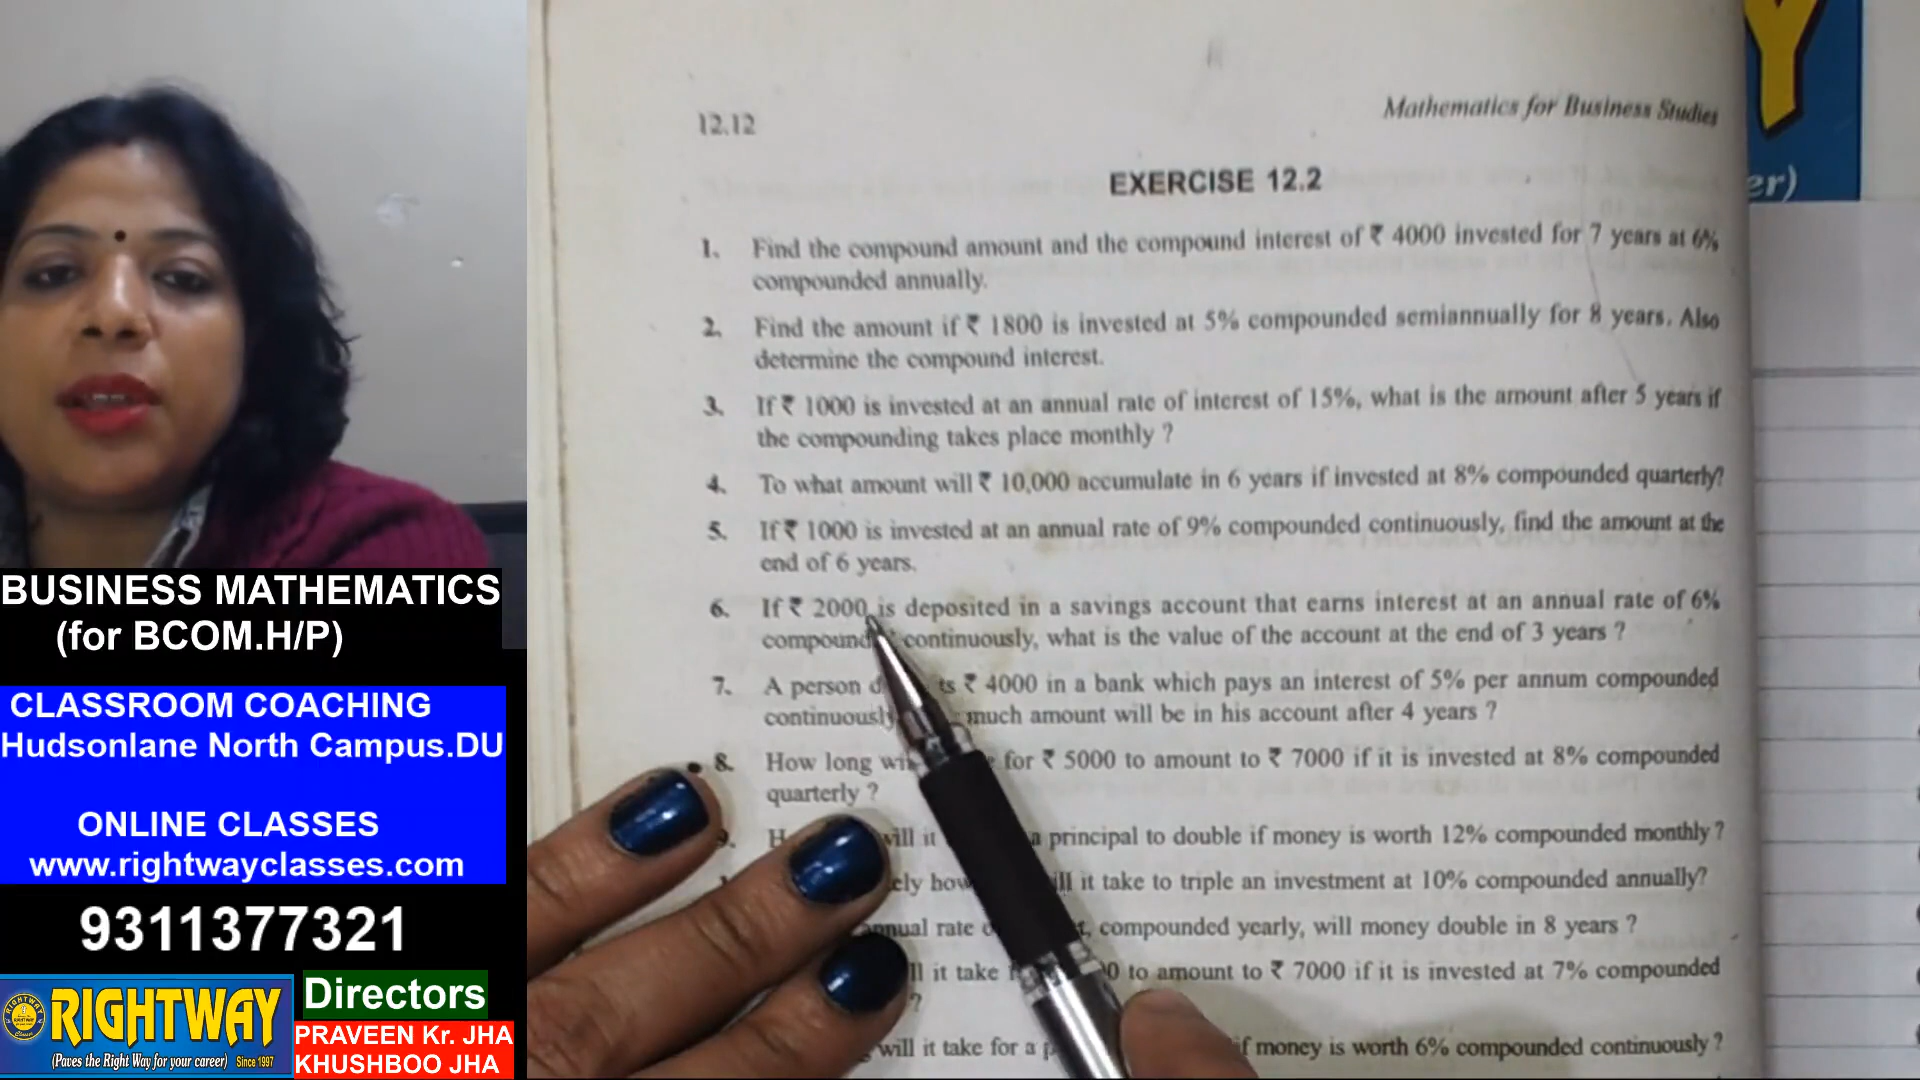 BUSINESS MATHEMATICS
(for BCOM.H/P)
CLASSROOM COACHING
Hudsonlane North Campus.DU
ONLINE CLASSES
www.rightwayclasses.com
9311377321
RIGHTWAY
(Paves the Right Way for your career) Since 1997
Directors
PRAVEEN Kr. JHA
KHUSHBOO JHA
12.12
Mathematics for Business Studies
EXERCISE 12.2
1. Find the compound amount and the compound interest of ₹ 4000 invested for 7 years at 6%
compounded annually.
2. Find the amount if ₹ 1800 is invested at 5% compounded semiannually for 8 years. Also
determine the compound interest.
3. If ₹ 1000 is invested at an annual rate of interest of 15%, what is the amount after 5 years if
the compounding takes place monthly ?
4. To what amount will ₹ 10,000 accumulate in 6 years if invested at 8% compounded quarterly?
5. If ₹ 1000 is invested at an annual rate of 9% compounded continuously, find the amount at the
end of 6 years.
6. If ₹ 2000 is deposited in a savings account that earns interest at an annual rate of 6%
continuously, what is the value of the account at the end of 3 years ?
7. A person ₹ 4000 in a bank which pays an interest of 5% per annum compounded
much amount will be in his account after 4 years ?
8. How long for ₹ 5000 to amount to ₹ 7000 if it is invested at 8% compounded
quarterly ?
9. will it a principal to double if money is worth 12% compounded monthly ?
how it take to triple an investment at 10% compounded annually?
rate compounded yearly, will money double in 8 years ?
it take to amount to ₹ 7000 if it is invested at 7% compounded
?
will it take for a if money is worth 6% compounded continuously ?
Y
er)